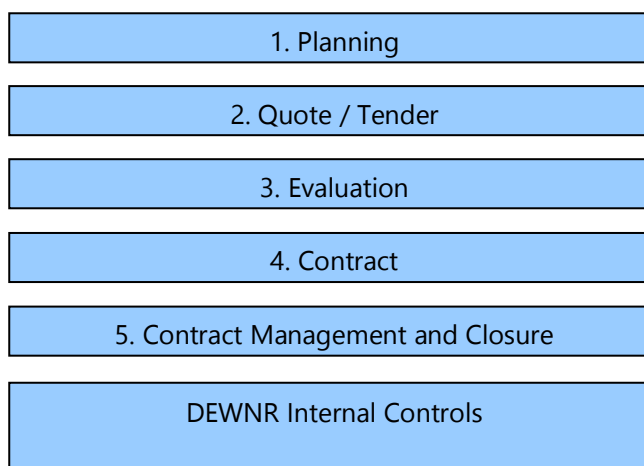 1. Planning
2. Quote / Tender
3. Evaluation
4. Contract
5. Contract Management and Closure
DEWNR Internal Controls